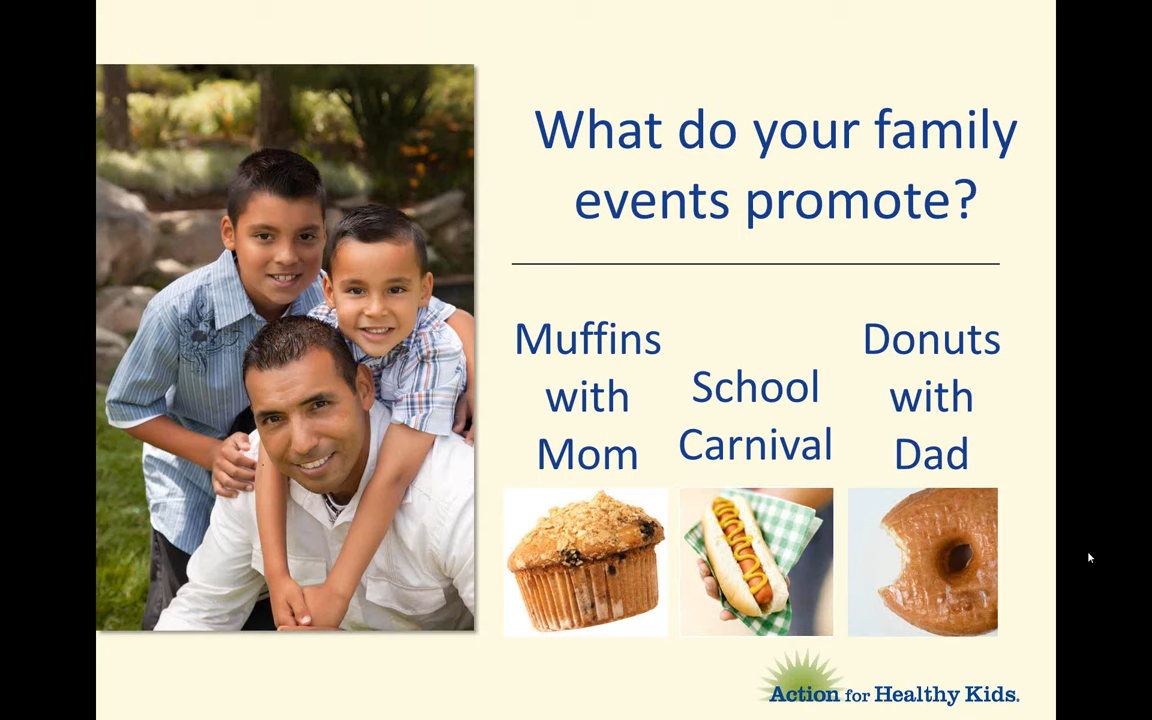 What do your family
events promote?
Muffins
with
Mom
School
Carnival
Donuts
with
Dad
Action for Healthy Kids.